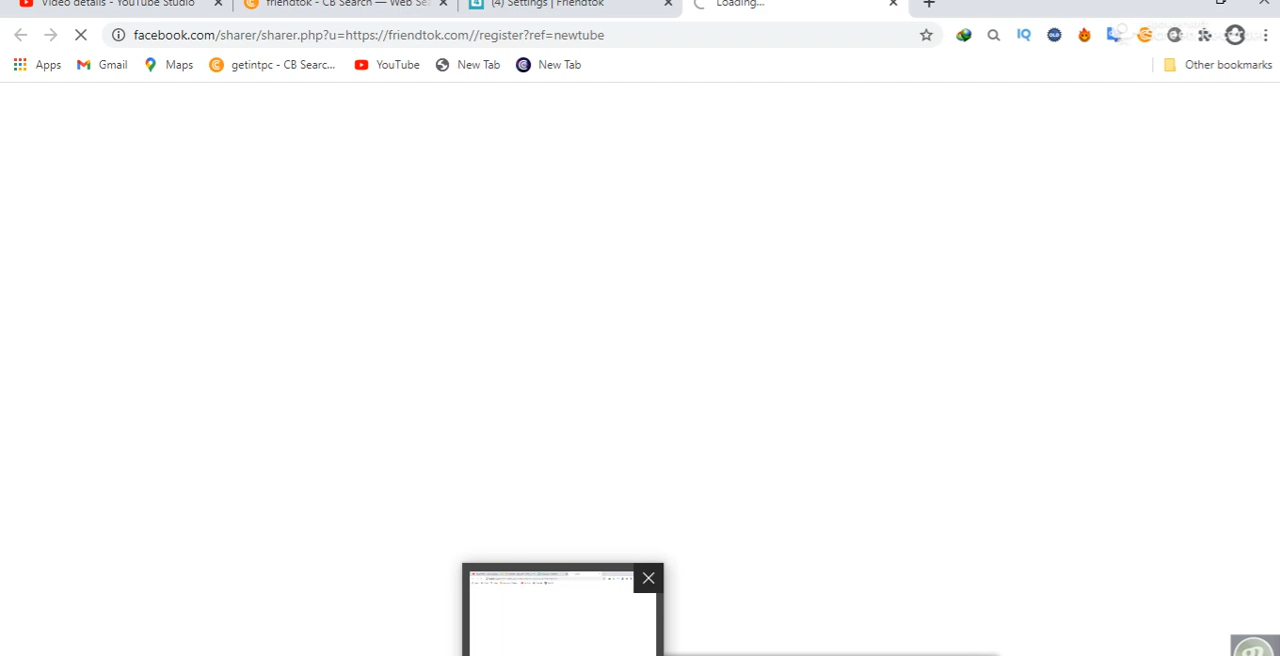 Video details - YouTube Studio
friendtok - CB Search — Web Se
(4) Settings | Friendtok
Loading...
facebook.com/sharer/sharer.php?u=https://friendtok.com//register?ref=newtube
Apps
Gmail
Maps
getintpc - CB Searc...
YouTube
New Tab
New Tab
Other bookmarks